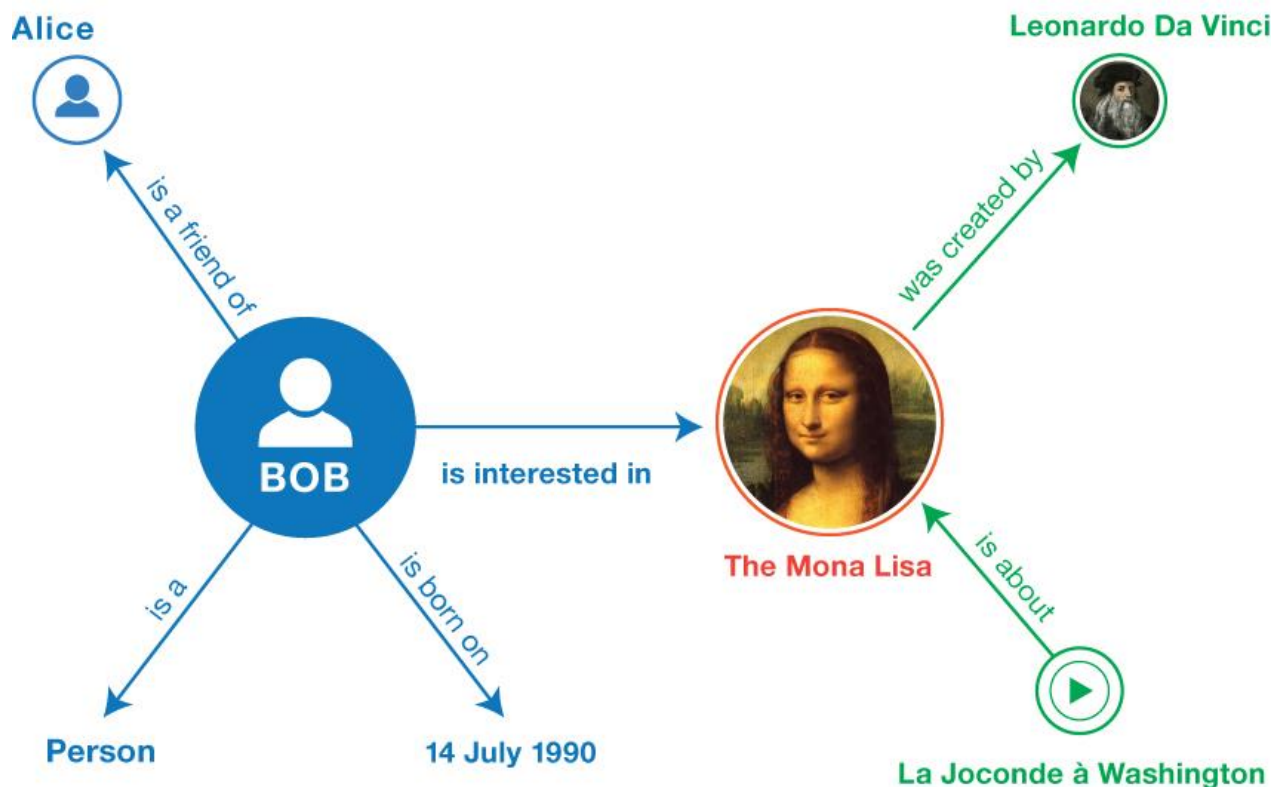 Alice
Leonardo Da Vinci
is a friend of
was created by
BOB
is interested in
The Mona Lisa
is a
is born on
is about
Person
14 July 1990
La Joconde à Washington